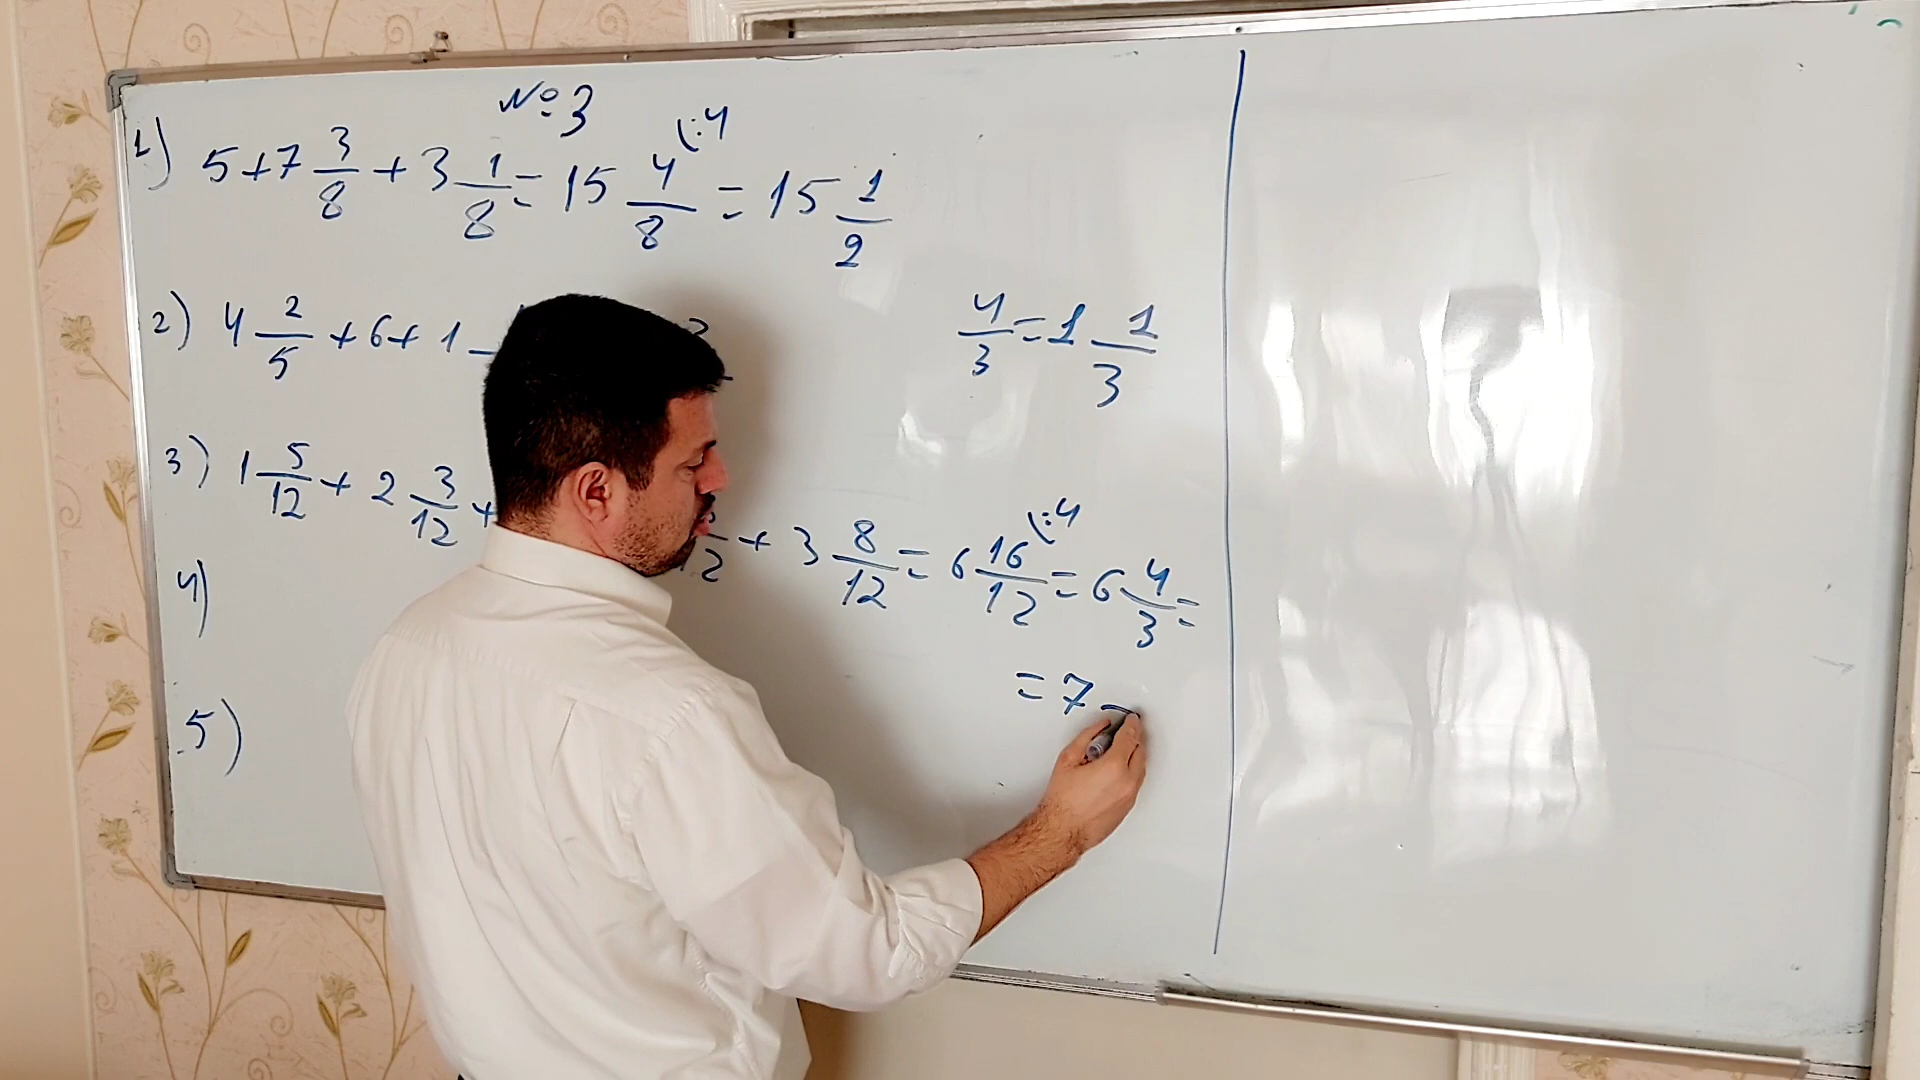 №3
1) 5+7 3/8 + 3 1/8 = 15 4/8 (:4 = 15 1/2
2) 4 2/5 + 6 + 1
4/3 = 1 1/3
3) 1 5/12 + 2 3/12 + + 3 8/12 = 6 16/12 (:4 = 6 4/3 =
= 7
4)
5)